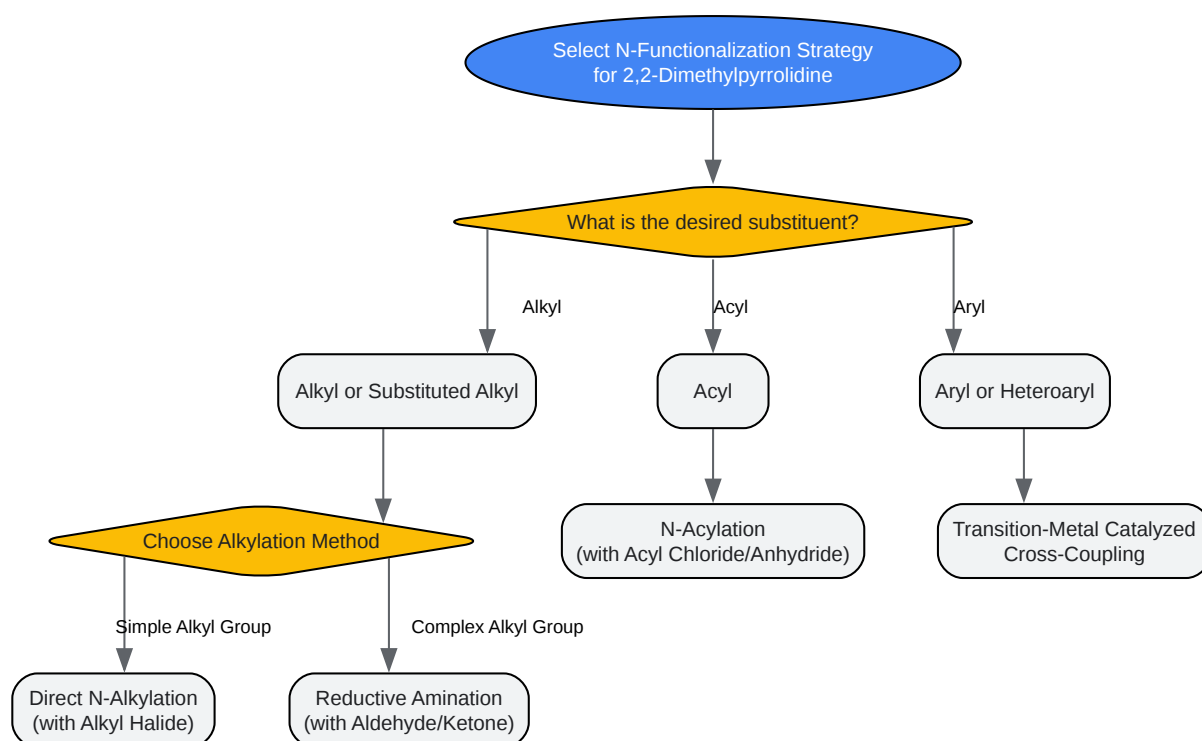 Select N-Functionalization Strategy
for 2,2-Dimethylpyrrolidine
What is the desired substituent?
Alkyl
Acyl
Aryl
Alkyl or Substituted Alkyl
Acyl
Aryl or Heteroaryl
Choose Alkylation Method
N-Acylation
(with Acyl Chloride/Anhydride)
Transition-Metal Catalyzed
Cross-Coupling
Simple Alkyl Group
Complex Alkyl Group
Direct N-Alkylation
(with Alkyl Halide)
Reductive Amination
(with Aldehyde/Ketone)